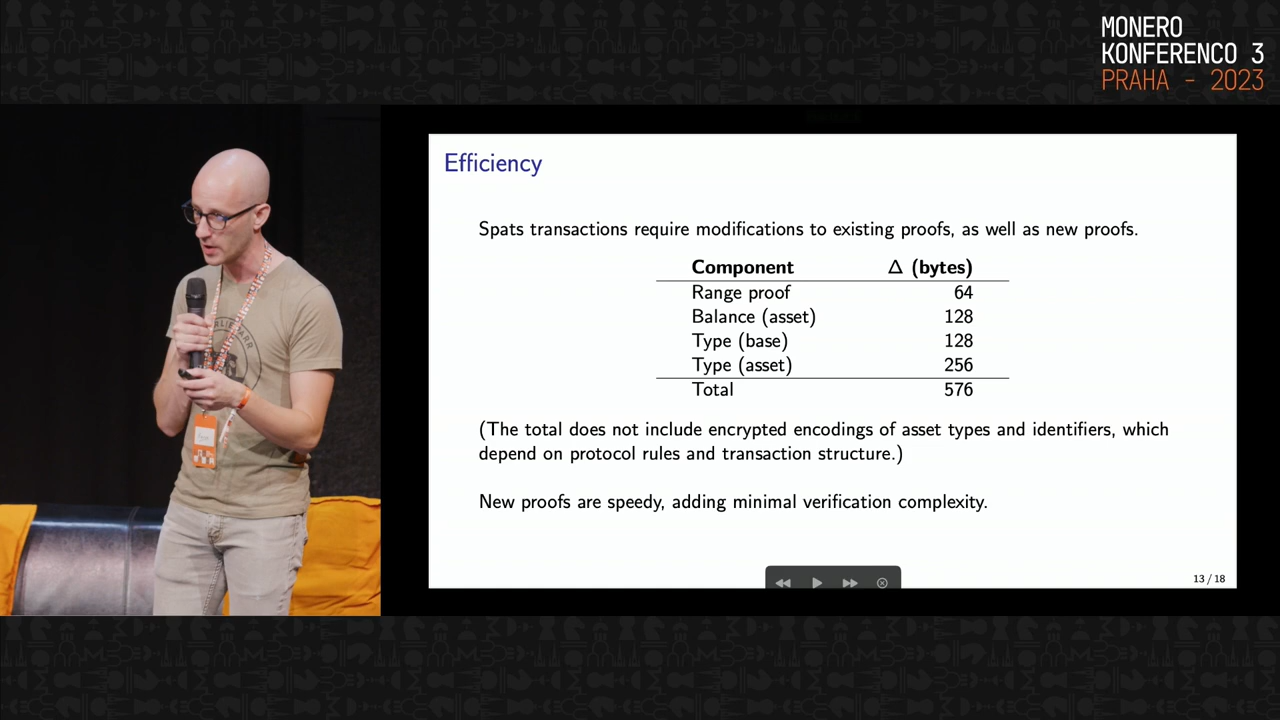 MONERO
KONFERENCO 3
PRAHA - 2023
Efficiency
Spats transactions require modifications to existing proofs, as well as new proofs.
Component Δ (bytes)
Range proof 64
Balance (asset) 128
Type (base) 128
Type (asset) 256
Total 576
(The total does not include encrypted encodings of asset types and identifiers, which
depend on protocol rules and transaction structure.)
New proofs are speedy, adding minimal verification complexity.
13 / 18